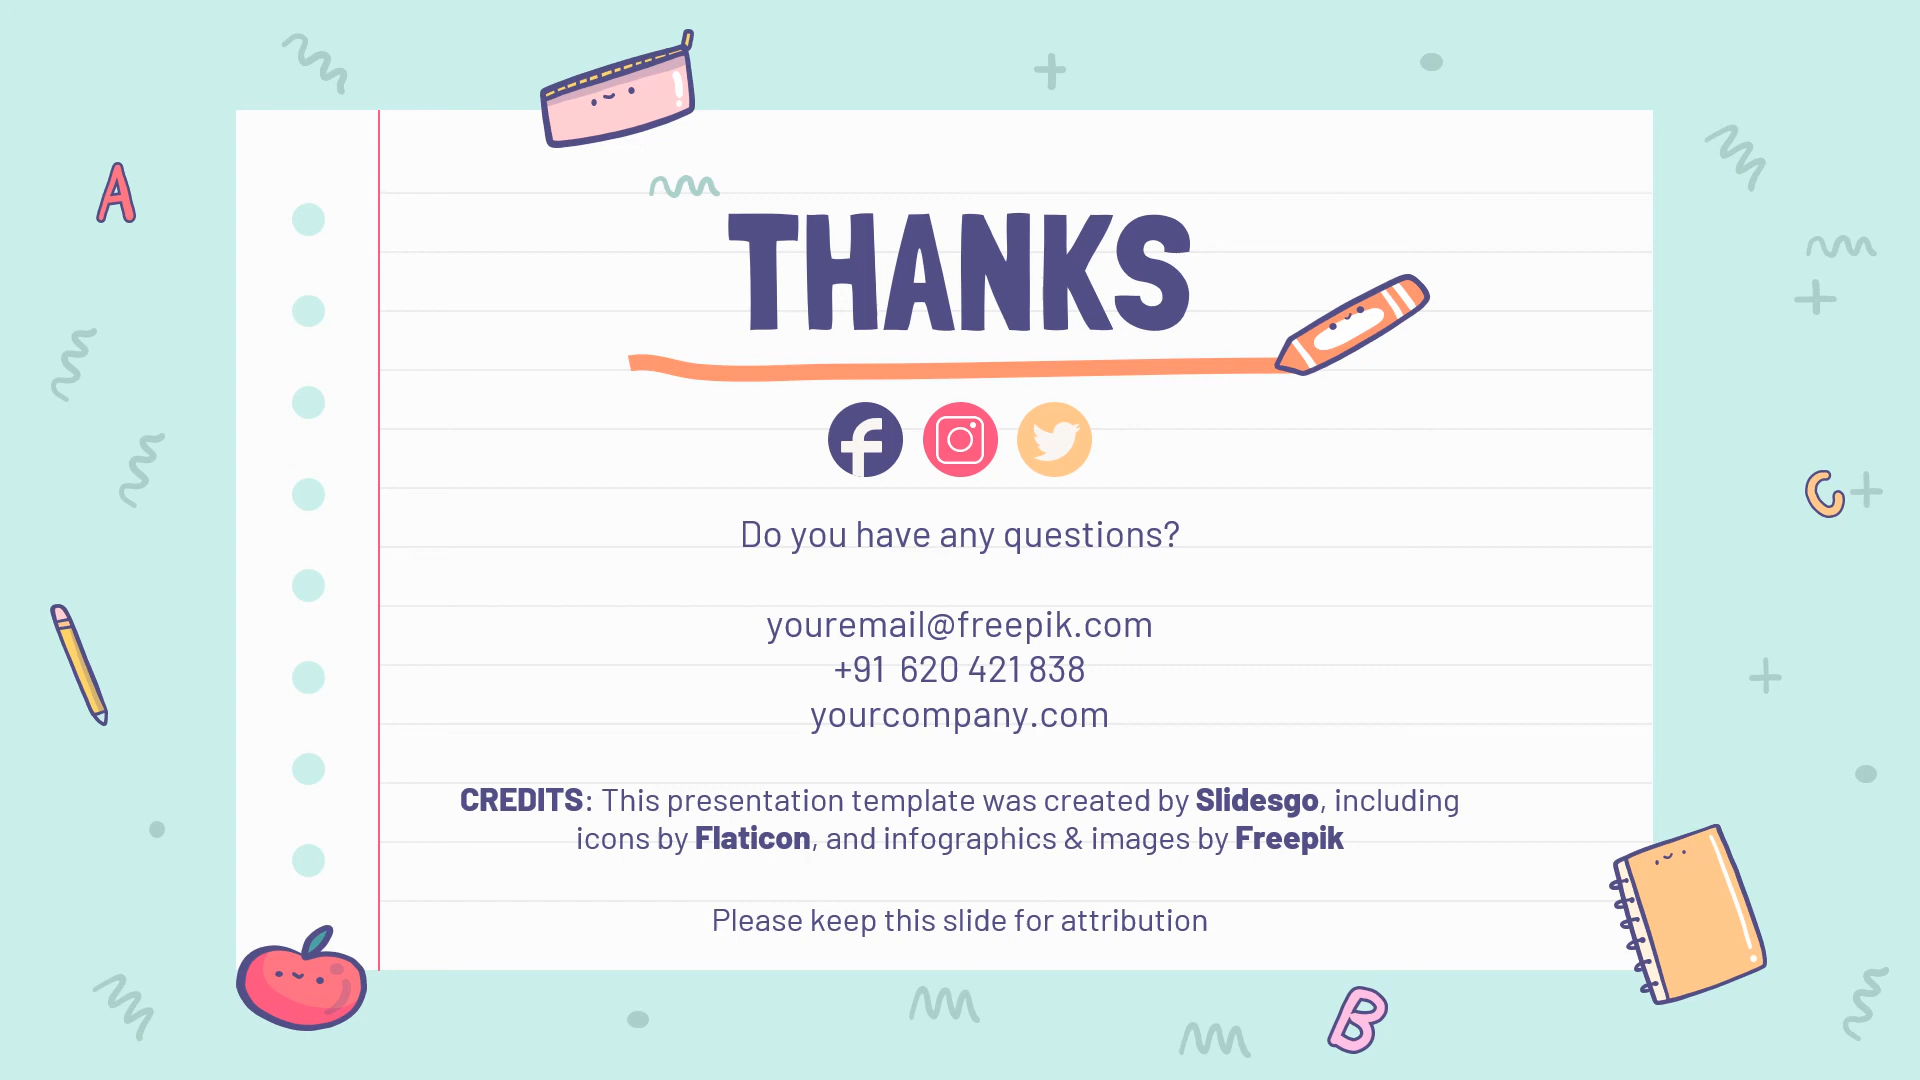 THANKS
Do you have any questions?
youremail@freepik.com
+91 620 421 838
yourcompany.com
CREDITS: This presentation template was created by Slidesgo, including
icons by Flaticon, and infographics & images by Freepik
Please keep this slide for attribution
A
C
B